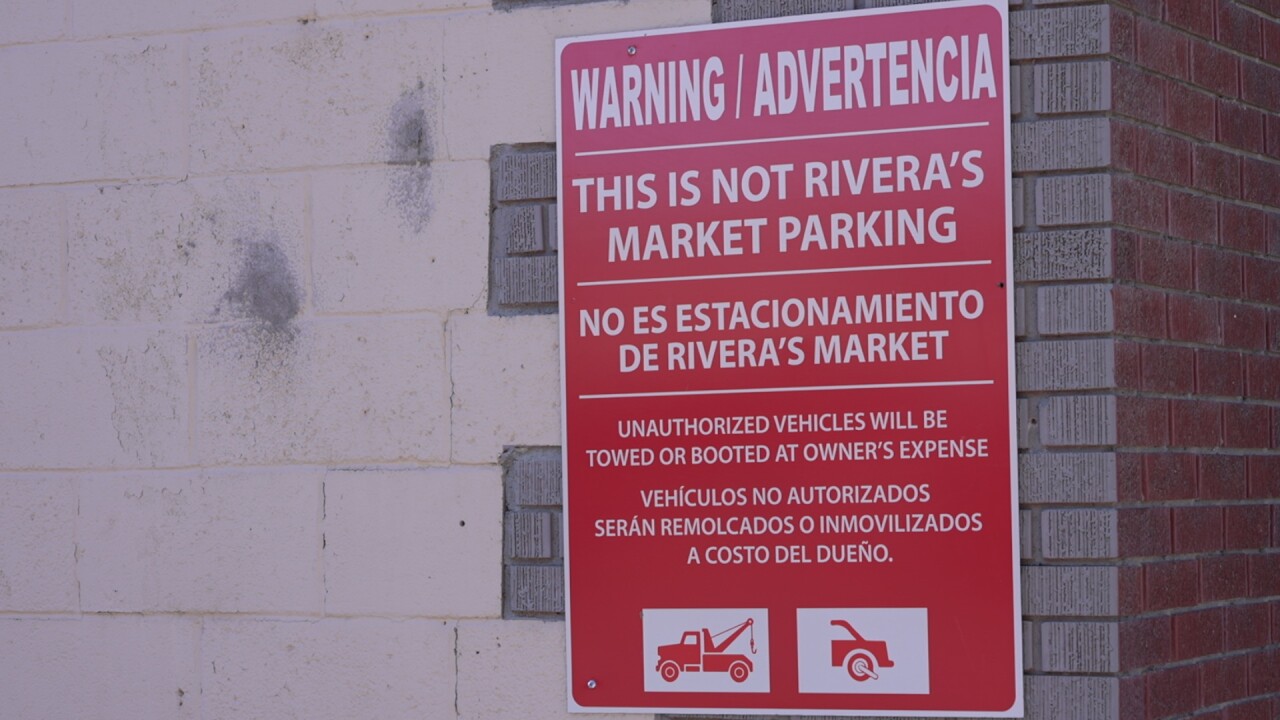 WARNING / ADVERTENCIA
THIS IS NOT RIVERA'S
MARKET PARKING
NO ES ESTACIONAMIENTO
DE RIVERA'S MARKET
UNAUTHORIZED VEHICLES WILL BE
TOWED OR BOOTED AT OWNER'S EXPENSE
VEHÍCULOS NO AUTORIZADOS
SERÁN REMOLCADOS O INMOVILIZADOS
A COSTO DEL DUEÑO.